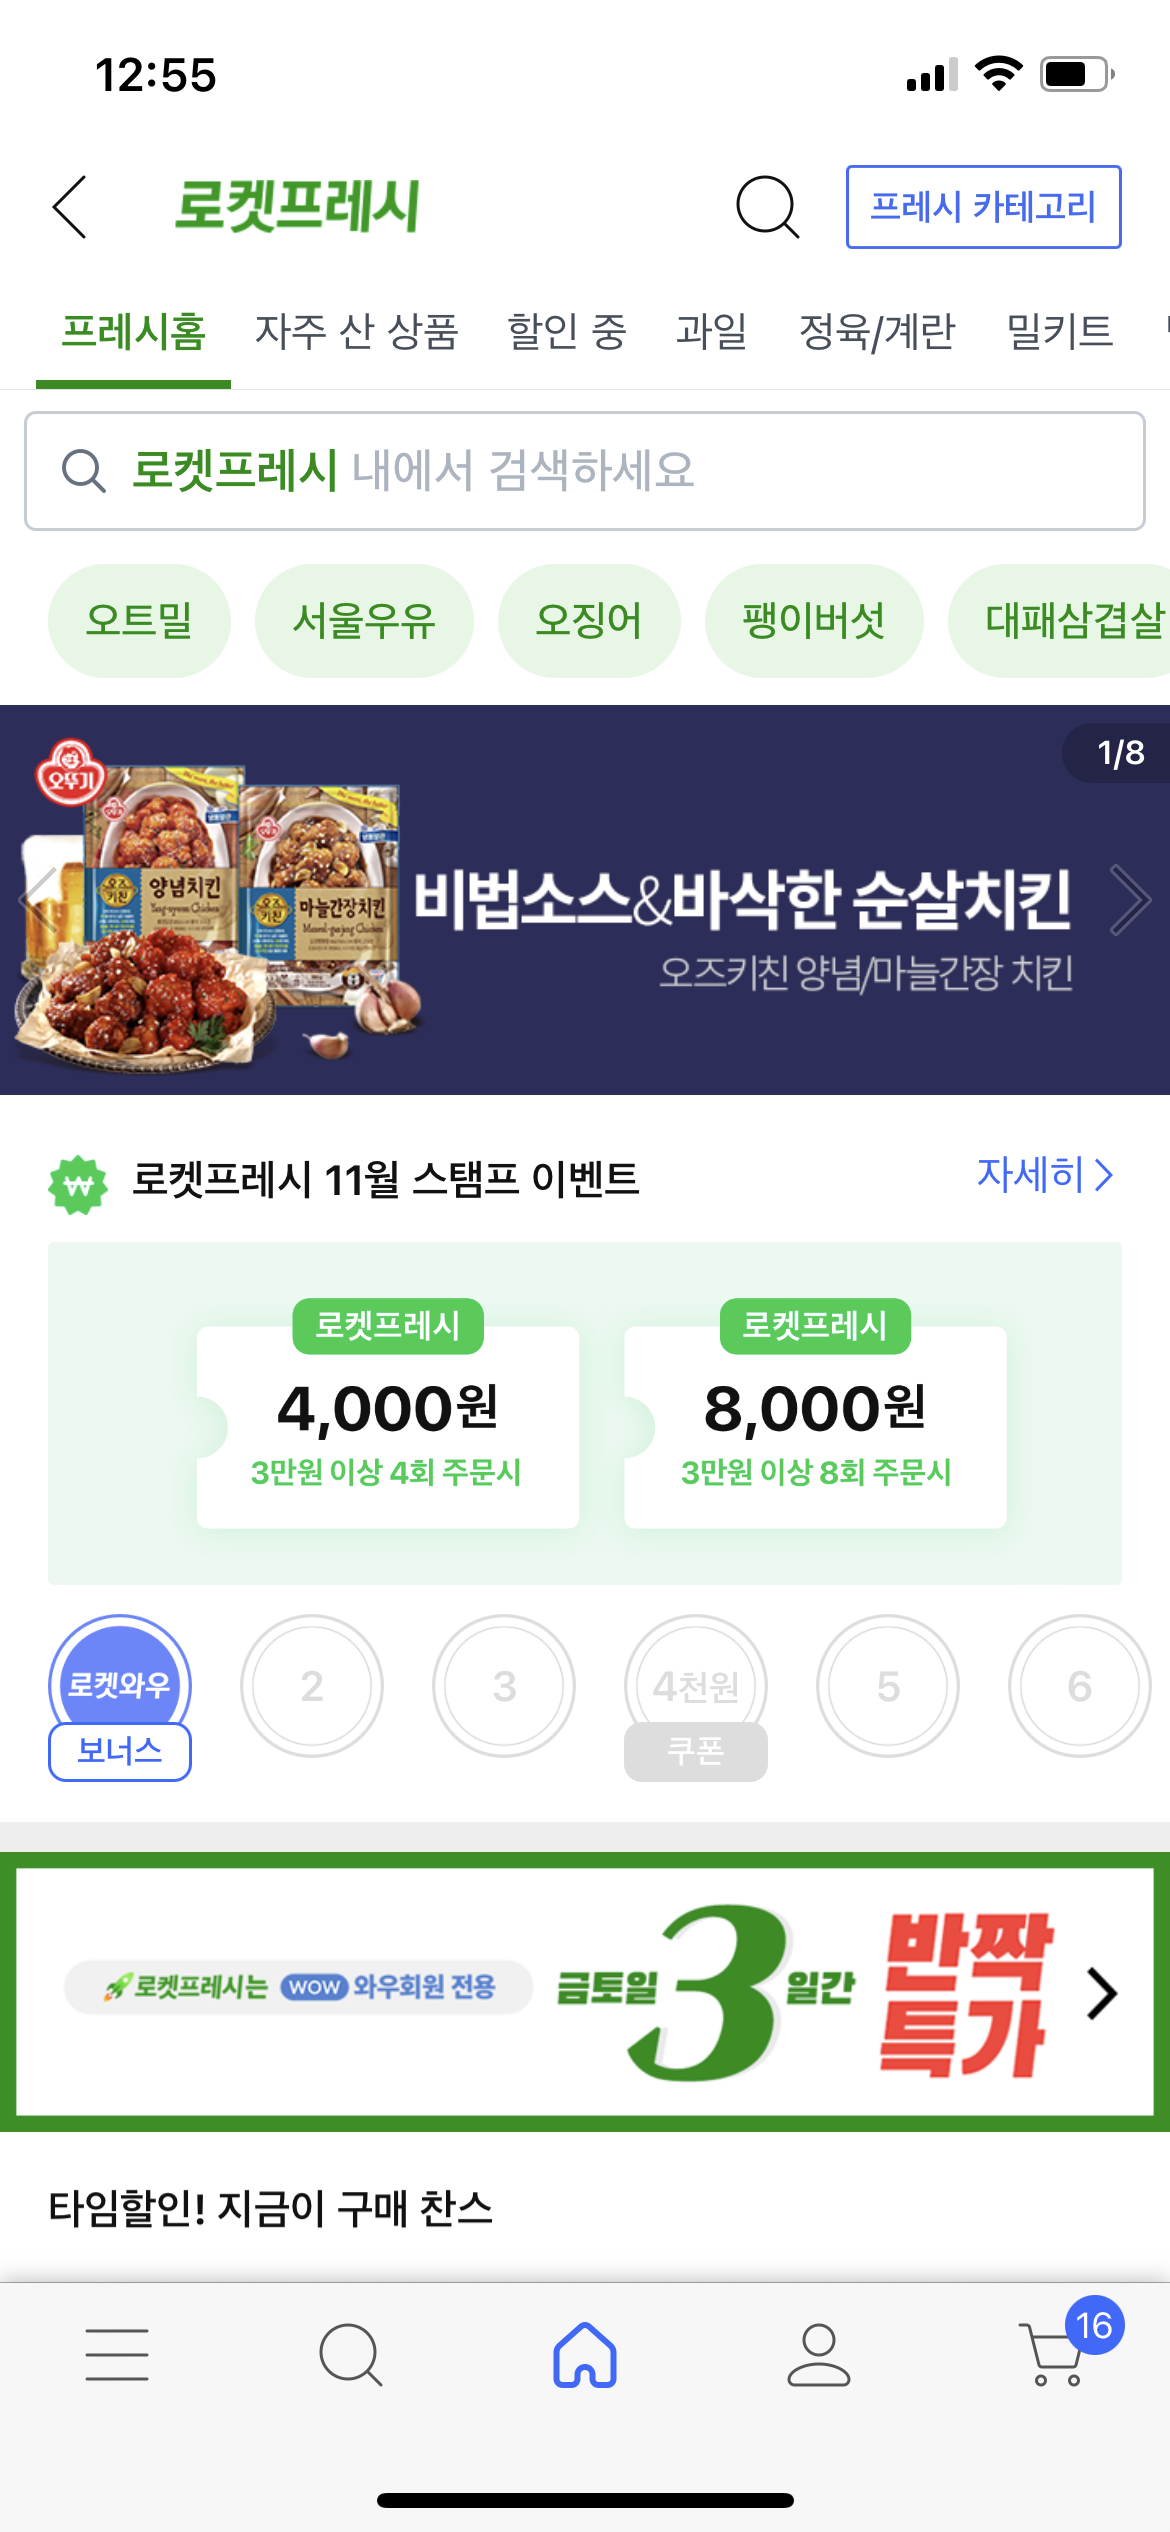 12:55
로켓프레시
프레시 카테고리
프레시홈 자주 산 상품 할인 중 과일 정육/계란 밀키트
로켓프레시 내에서 검색하세요
오트밀 서울우유 오징어 팽이버섯 대패삼겹살
1/8
오뚜기
오즈키친 양념치킨
오즈키친 마늘간장치킨
비법소스&바삭한 순살치킨
오즈키친 양념/마늘간장 치킨
로켓프레시 11월 스탬프 이벤트
자세히
로켓프레시 로켓프레시
4,000원 8,000원
3만원 이상 4회 주문시 3만원 이상 8회 주문시
로켓와우 2 3 4천원 5 6
보너스 쿠폰
로켓프레시는 WOW 와우회원 전용
금토일 3 일간
반짝
특가
타임할인! 지금이 구매 찬스
16